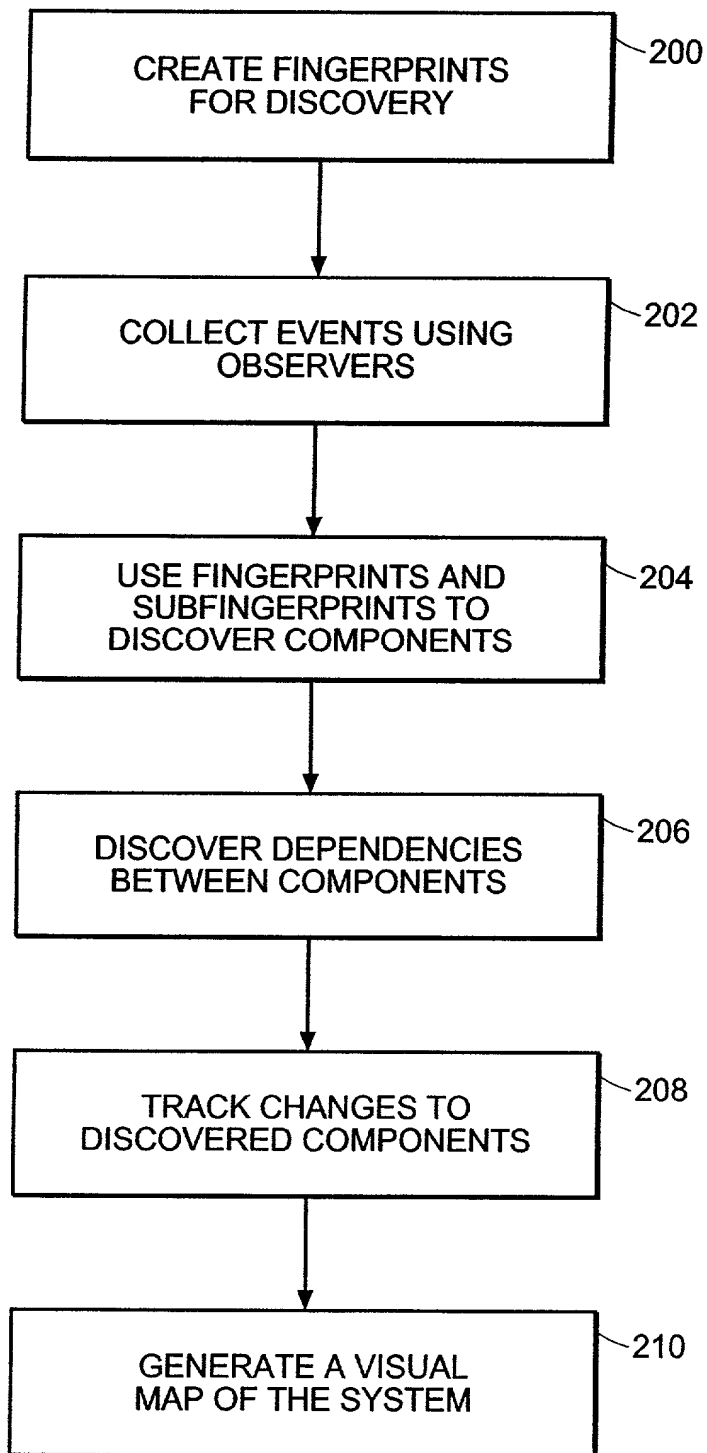 CREATE FINGERPRINTS
FOR DISCOVERY
200
COLLECT EVENTS USING
OBSERVERS
202
USE FINGERPRINTS AND
SUBFINGERPRINTS TO
DISCOVER COMPONENTS
204
DISCOVER DEPENDENCIES
BETWEEN COMPONENTS
206
TRACK CHANGES TO
DISCOVERED COMPONENTS
208
GENERATE A VISUAL
MAP OF THE SYSTEM
210